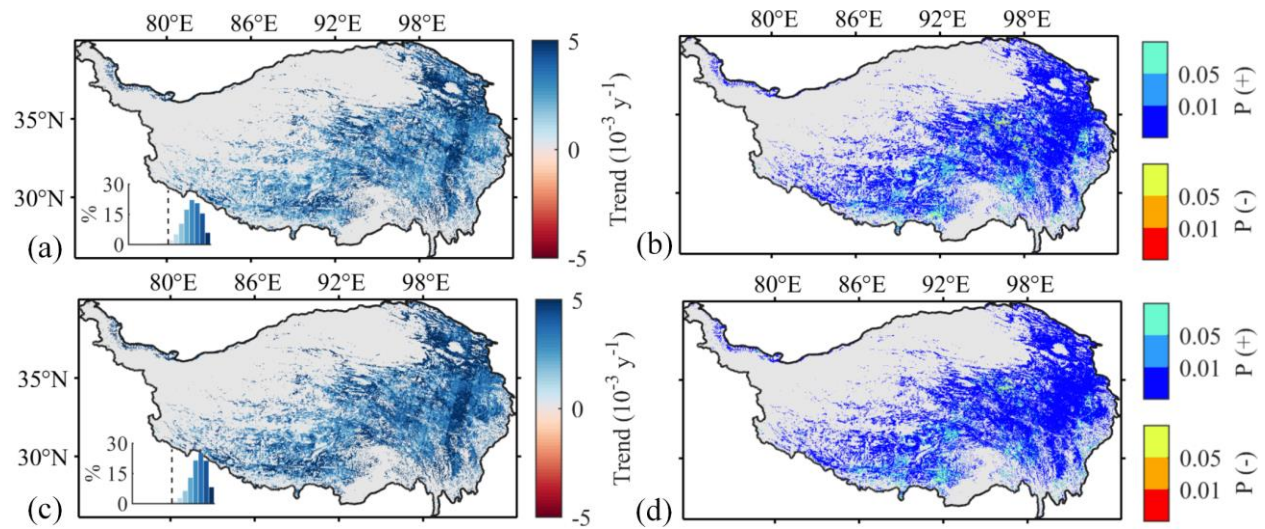 80°E 86°E 92°E 98°E
35°N
30°N
30
15
0
%
(a)
5
0
-5
Trend (10⁻³ y⁻¹)
80°E 86°E 92°E 98°E
(b)
0.05
0.01
P (+)
0.05
0.01
P (-)
80°E 86°E 92°E 98°E
35°N
30°N
30
15
0
%
(c)
5
0
-5
Trend (10⁻³ y⁻¹)
80°E 86°E 92°E 98°E
(d)
0.05
0.01
P (+)
0.05
0.01
P (-)